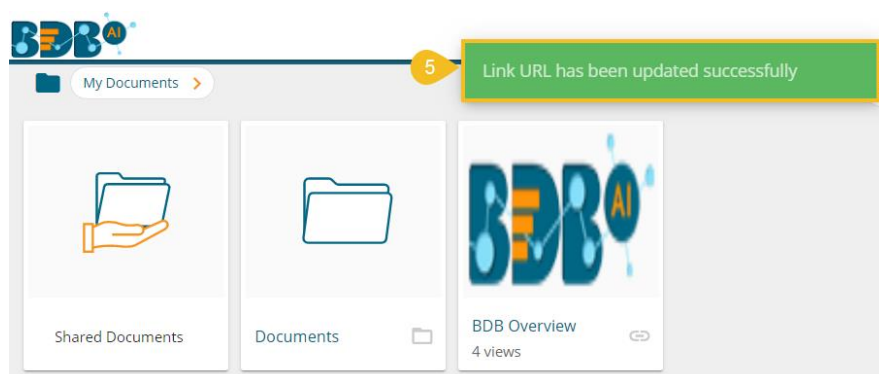 BDB AI
My Documents >
5
Link URL has been updated successfully
BDB AI
Shared Documents
Documents
BDB Overview
4 views